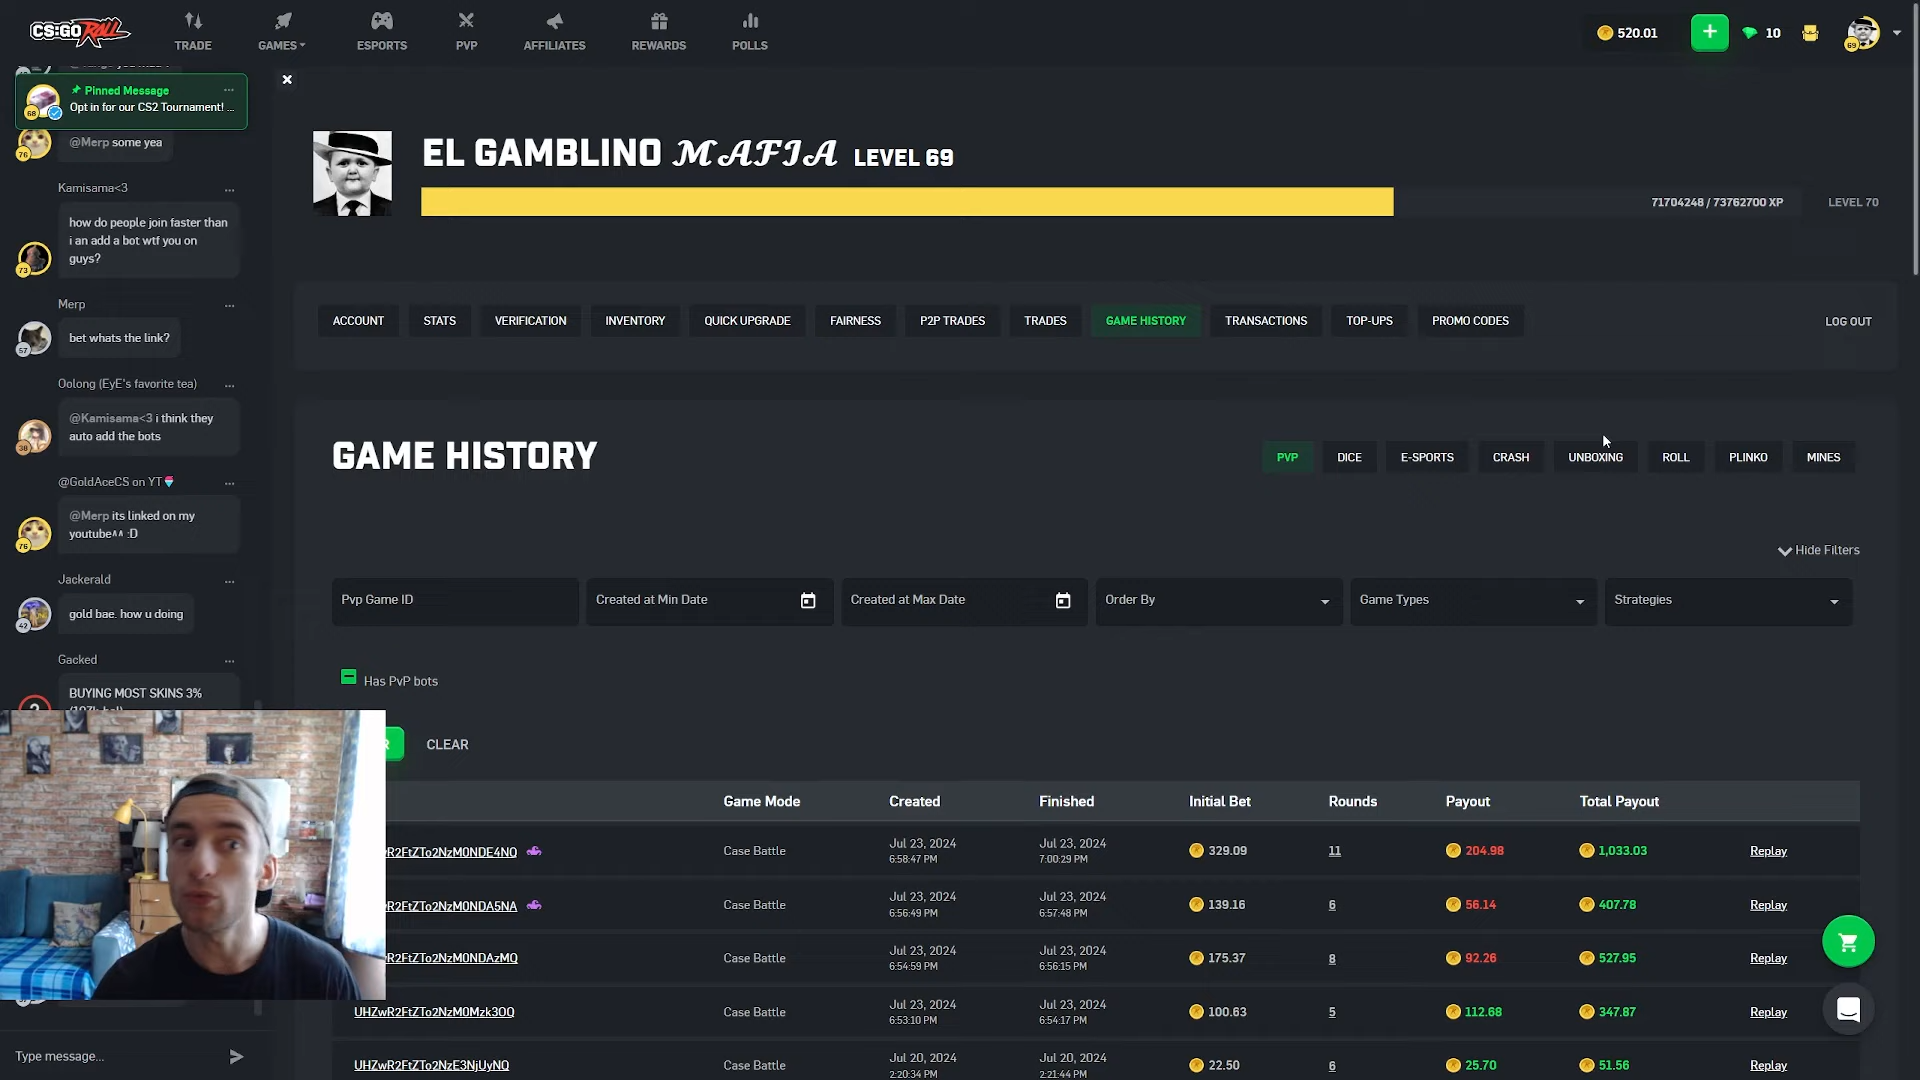 CS:GO ROLL
TRADE
GAMES
ESPORTS
PVP
AFFILIATES
REWARDS
POLLS
520.01
+
10
69
Pinned Message
Opt in for our CS2 Tournament! ...
68
@Merp some yea
76
Kamisama<3
how do people join faster than
i an add a bot wtf you on
guys?
73
Merp
bet whats the link?
57
Oolong (EyE's favorite tea)
@Kamisama<3 i think they
auto add the bots
38
@GoldAceCS on YT
@Merp its linked on my
youtube^^ :D
76
Jackerald
gold bae. how u doing
42
Gacked
BUYING MOST SKINS 3%
Type message...
EL GAMBLINO MAFIA LEVEL 69
71704248 / 73762700 XP
LEVEL 70
ACCOUNT
STATS
VERIFICATION
INVENTORY
QUICK UPGRADE
FAIRNESS
P2P TRADES
TRADES
GAME HISTORY
TRANSACTIONS
TOP-UPS
PROMO CODES
LOG OUT
GAME HISTORY
PVP
DICE
E-SPORTS
CRASH
UNBOXING
ROLL
PLINKO
MINES
Hide Filters
Pvp Game ID
Created at Min Date
Created at Max Date
Order By
Game Types
Strategies
Has PvP bots
CLEAR
Game Mode Created Finished Initial Bet Rounds Payout Total Payout
R2FtZTo2NzM0NDE4NQ Case Battle Jul 23, 2024 6:58:47 PM Jul 23, 2024 7:00:29 PM 329.09 11 204.98 1,033.03 Replay
R2FtZTo2NzM0NDA5NA Case Battle Jul 23, 2024 6:56:49 PM Jul 23, 2024 6:57:48 PM 139.16 6 56.14 407.78 Replay
R2FtZTo2NzM0NDAzMQ Case Battle Jul 23, 2024 6:54:59 PM Jul 23, 2024 6:56:15 PM 175.37 8 92.26 527.95 Replay
UHZwR2FtZTo2NzM0Mzk3OQ Case Battle Jul 23, 2024 6:53:10 PM Jul 23, 2024 6:54:17 PM 100.63 5 112.68 347.87 Replay
UHZwR2FtZTo2NzE3NjUyNQ Case Battle Jul 20, 2024 2:20:34 PM Jul 20, 2024 2:21:44 PM 22.50 6 25.70 51.56 Replay